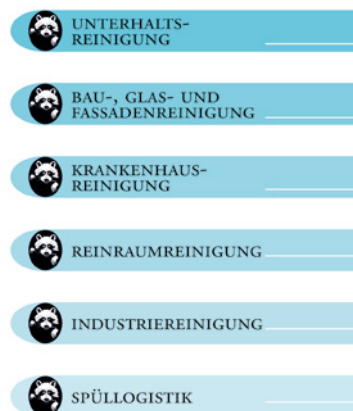 UNTERHALTS-
REINIGUNG
BAU-, GLAS- UND
FASSADENREINIGUNG
KRANKENHAUS-
REINIGUNG
REINRAUMREINIGUNG
INDUSTRIEREINIGUNG
SPÜLLOGISTIK